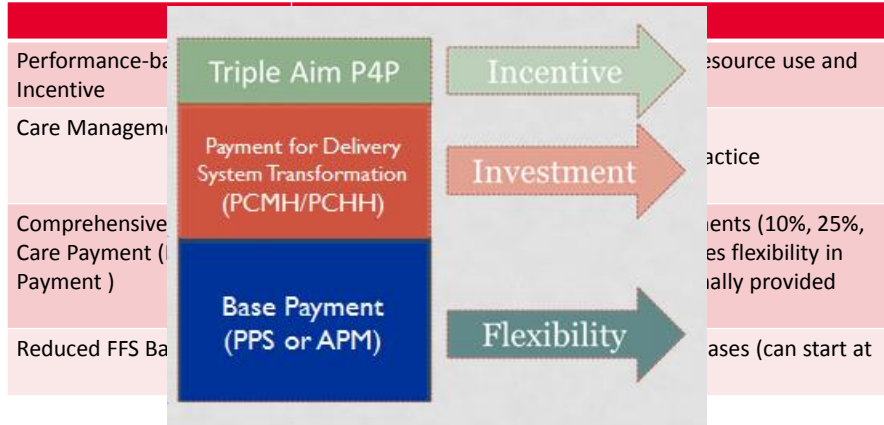 Performance-ba
Incentive
Care Manageme
Comprehensive
Care Payment (
Payment )
Reduced FFS Ba
Triple Aim P4P
Payment for Delivery
System Transformation
(PCMH/PCHH)
Base Payment
(PPS or APM)
Incentive
Investment
Flexibility
esource use and
actice
ents (10%, 25%,
es flexibility in
nally provided
ases (can start at